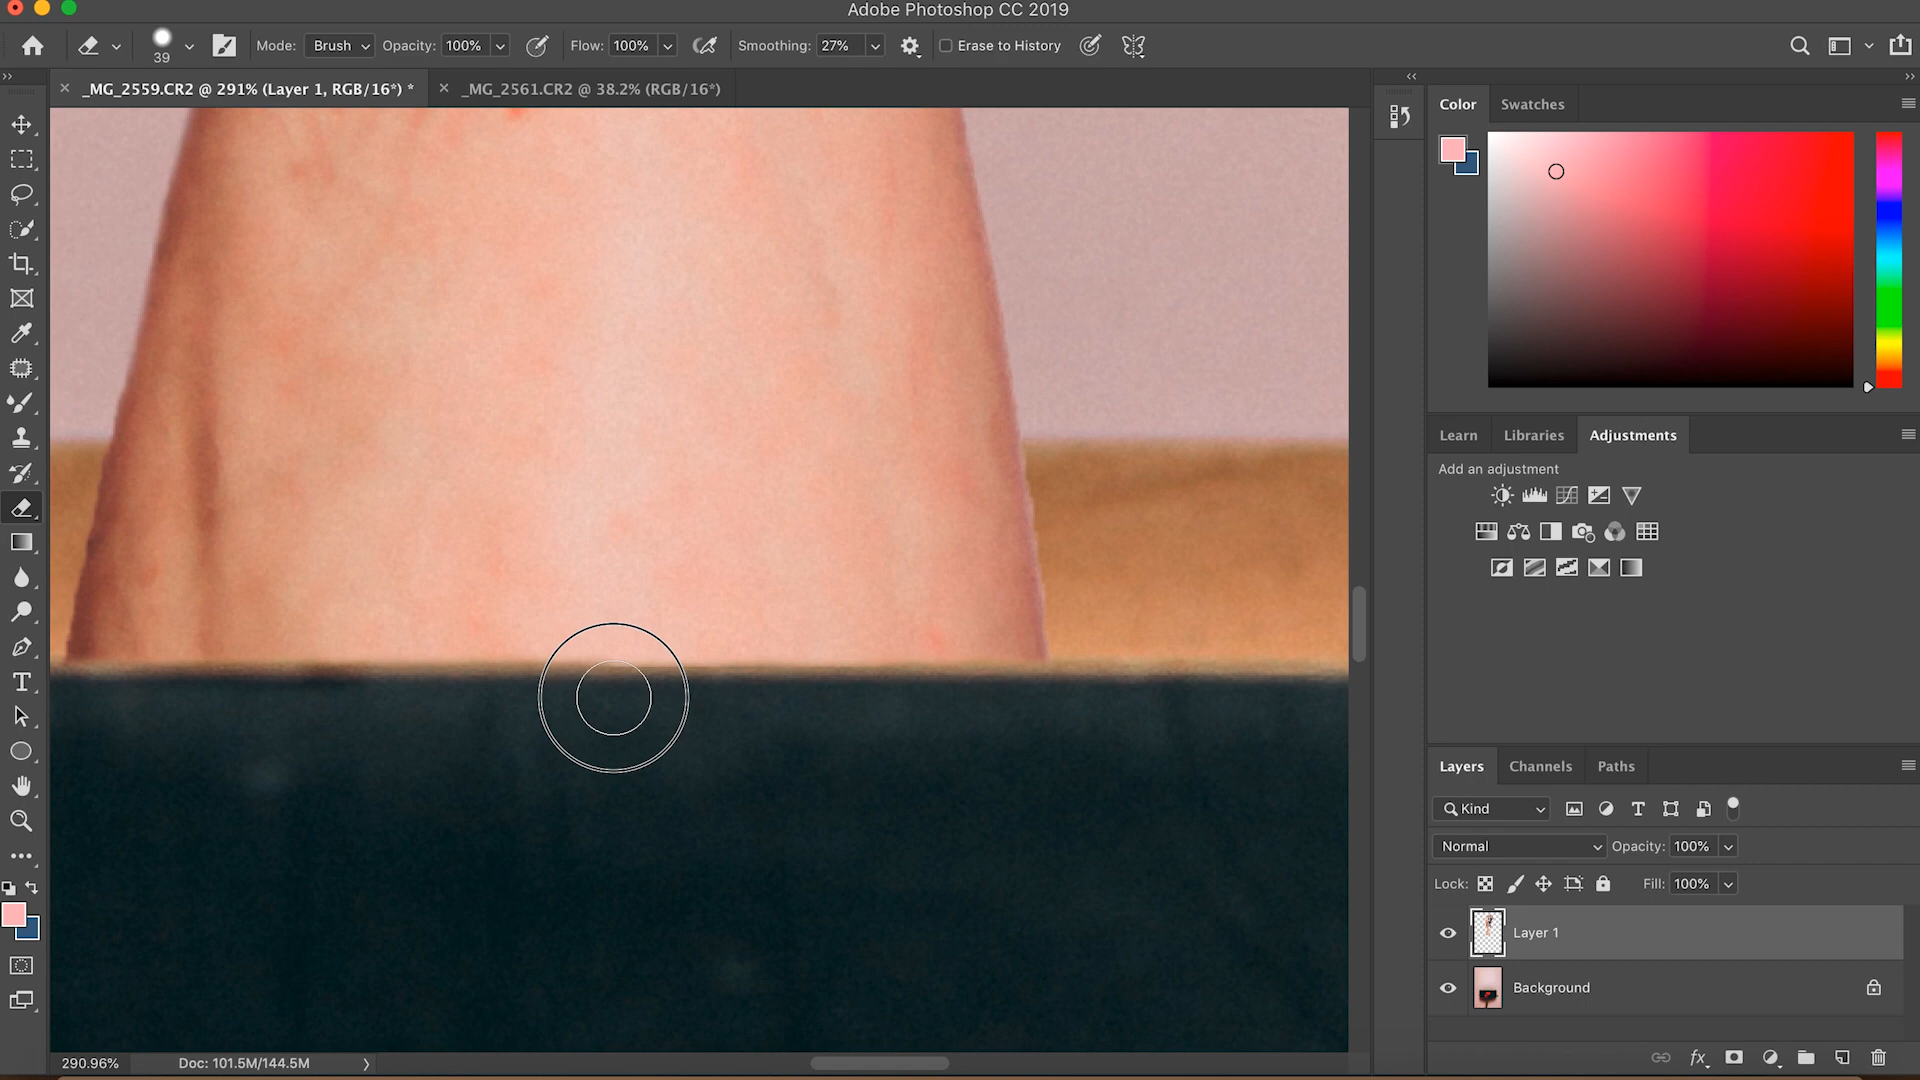 Adobe Photoshop CC 2019
39 Mode: Brush Opacity: 100% Flow: 100% Smoothing: 27% Erase to History
_MG_2559.CR2 @ 291% (Layer 1, RGB/16*) * _MG_2561.CR2 @ 38.2% (RGB/16*)
Color Swatches
Learn Libraries Adjustments
Add an adjustment
Layers Channels Paths
Kind
Normal Opacity: 100%
Lock: Fill: 100%
Layer 1
Background
fx
290.96% Doc: 101.5M/144.5M